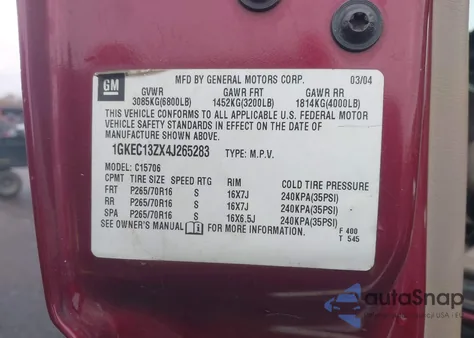 GM
MFD BY GENERAL MOTORS CORP. 03/04
GVWR GAWR FRT GAWR RR
3085KG(6800LB) 1452KG(3200LB) 1814KG(4000LB)
THIS VEHICLE CONFORMS TO ALL APPLICABLE U.S. FEDERAL MOTOR
VEHICLE SAFETY STANDARDS IN EFFECT ON THE DATE OF
MANUFACTURE SHOWN ABOVE.
1GKEC13ZX4J265283 TYPE: M.P.V.
MODEL: C15706
CPMT TIRE SIZE SPEED RTG RIM COLD TIRE PRESSURE
FRT P265/70R16 S 16X7J 240KPA(35PSI)
RR P265/70R16 S 16X7J 240KPA(35PSI)
SPA P265/70R16 S 16X6.5J 240KPA(35PSI)
SEE OWNER'S MANUAL FOR MORE INFORMATION.
F 400
T 545
autoSnap
USA - EU